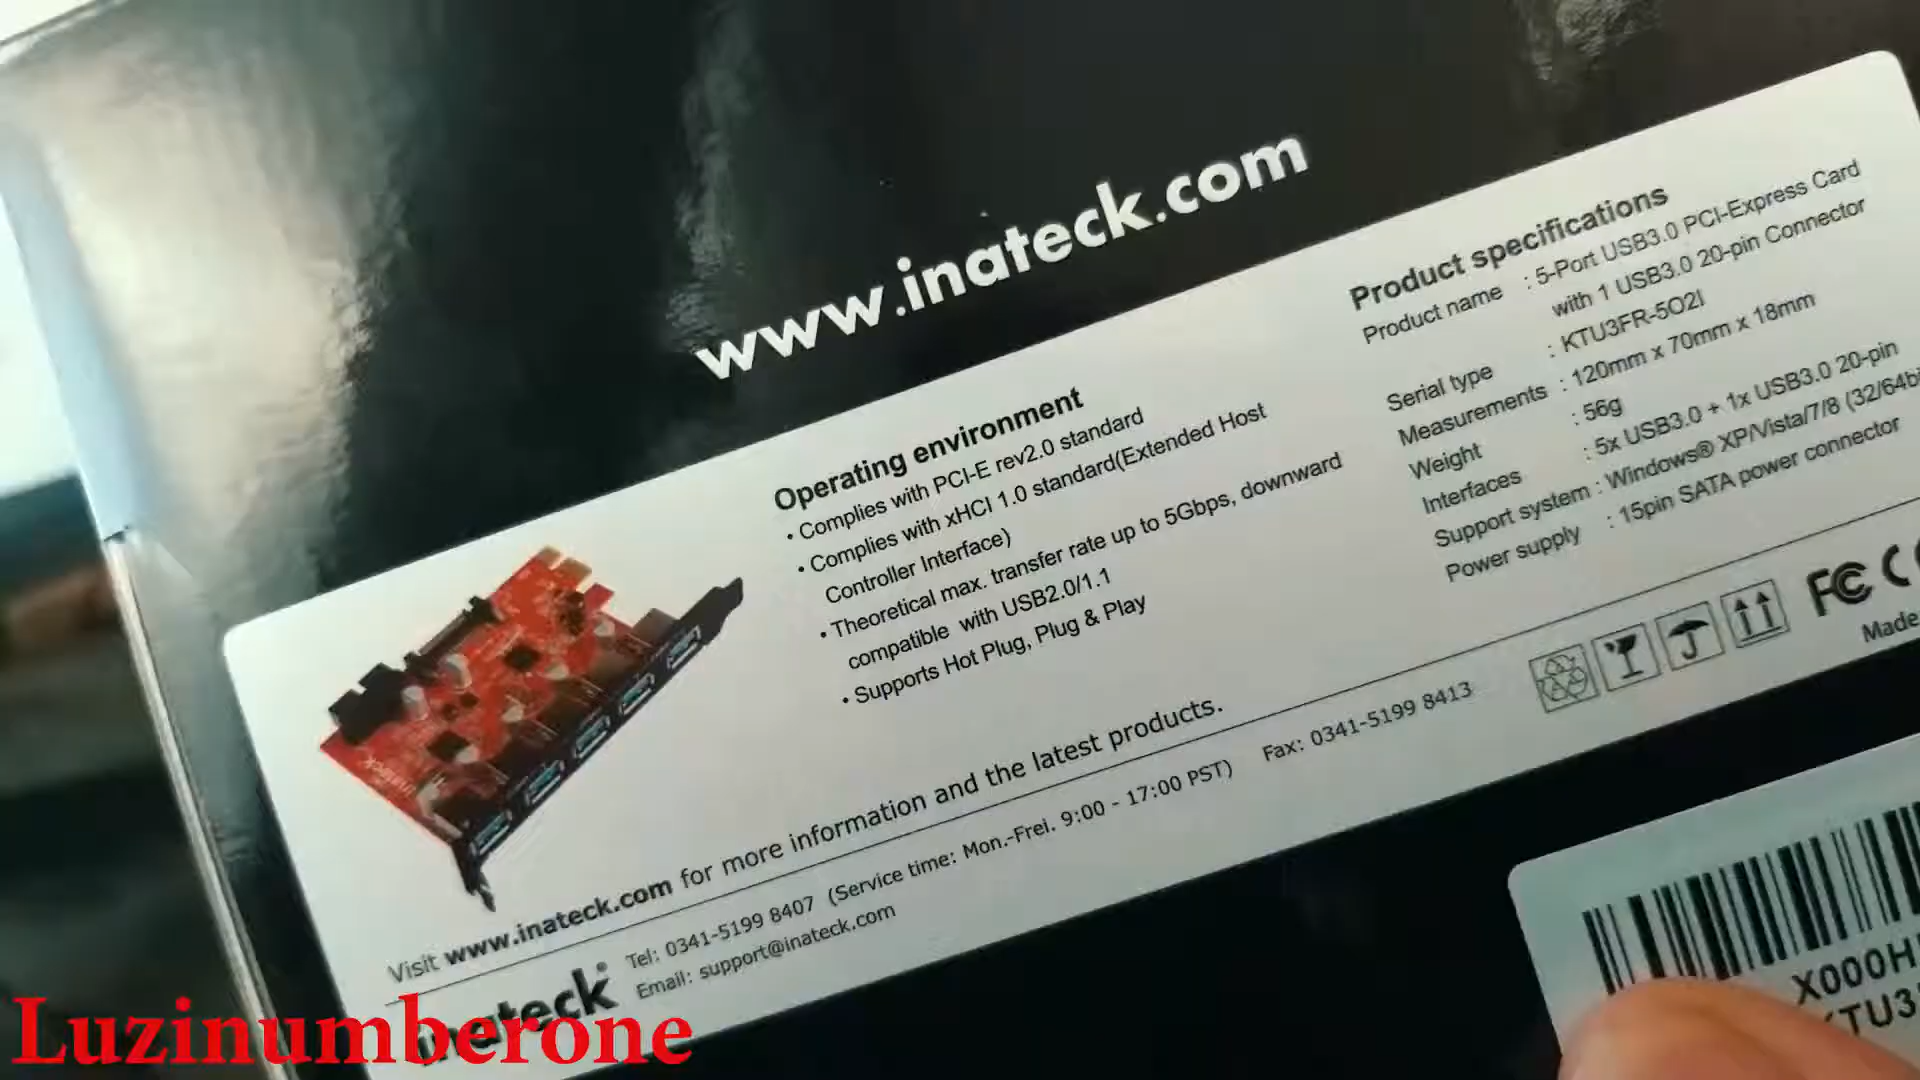 www.inateck.com
Operating environment
• Complies with PCI-E rev2.0 standard
• Complies with xHCI 1.0 standard(Extended Host
Controller Interface)
• Theoretical max. transfer rate up to 5Gbps, downward
compatible with USB2.0/1.1
• Supports Hot Plug, Plug & Play
Product specifications
Product name : 5-Port USB3.0 PCI-Express Card
with 1 USB3.0 20-pin Connector
Serial type : KTU3FR-5O2I
Measurements : 120mm x 70mm x 18mm
Weight : 56g
Interfaces : 5x USB3.0 + 1x USB3.0 20-pin
Support system : Windows® XP/Vista/7/8 (32/64bi
Power supply : 15pin SATA power connector
FC C
Made
Visit www.inateck.com for more information and the latest products.
inateck®
Tel: 0341-5199 8407 (Service time: Mon.-Frei. 9:00 - 17:00 PST) Fax: 0341-5199 8413
Email: support@inateck.com
X000H
KTU3
Luzinumberone